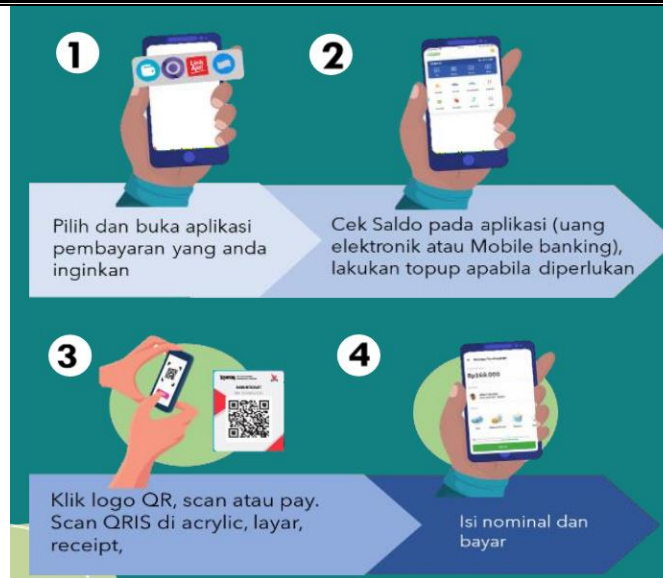 1
2
Pilih dan buka aplikasi
pembayaran yang anda
inginkan
Cek Saldo pada aplikasi (uang
elektronik atau Mobile banking),
lakukan topup apabila diperlukan
3
4
Rp168.000
Klik logo QR, scan atau pay.
Scan QRIS di acrylic, layar,
receipt,
Isi nominal dan
bayar